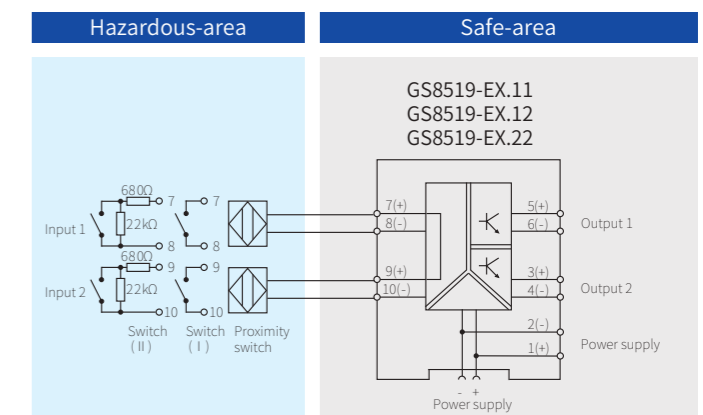 Hazardous-area
Safe-area
GS8519-EX.11
GS8519-EX.12
GS8519-EX.22
680Ω
7
7
7(+)
5(+)
Input 1
22kΩ
8(-)
6(-)
Output 1
8
8
680Ω
9
9
9(+)
3(+)
Input 2
22kΩ
10(-)
4(-)
Output 2
10
10
2(-)
Switch
(Ⅱ)
Switch
(Ⅰ)
Proximity
switch
1(+)
Power supply
- +
Power supply